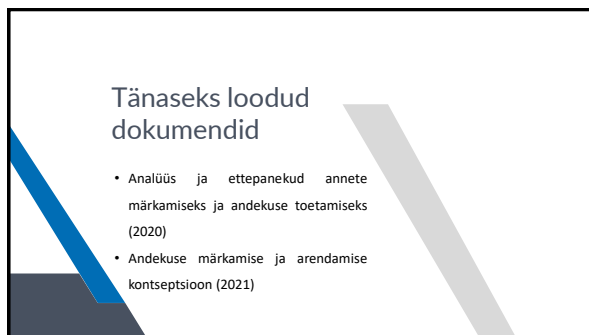 Tänaseks loodud
dokumendid
• Analüüs ja ettepanekud annete
märkamiseks ja andekuse toetamiseks
(2020)
• Andekuse märkamise ja arendamise
kontseptsioon (2021)